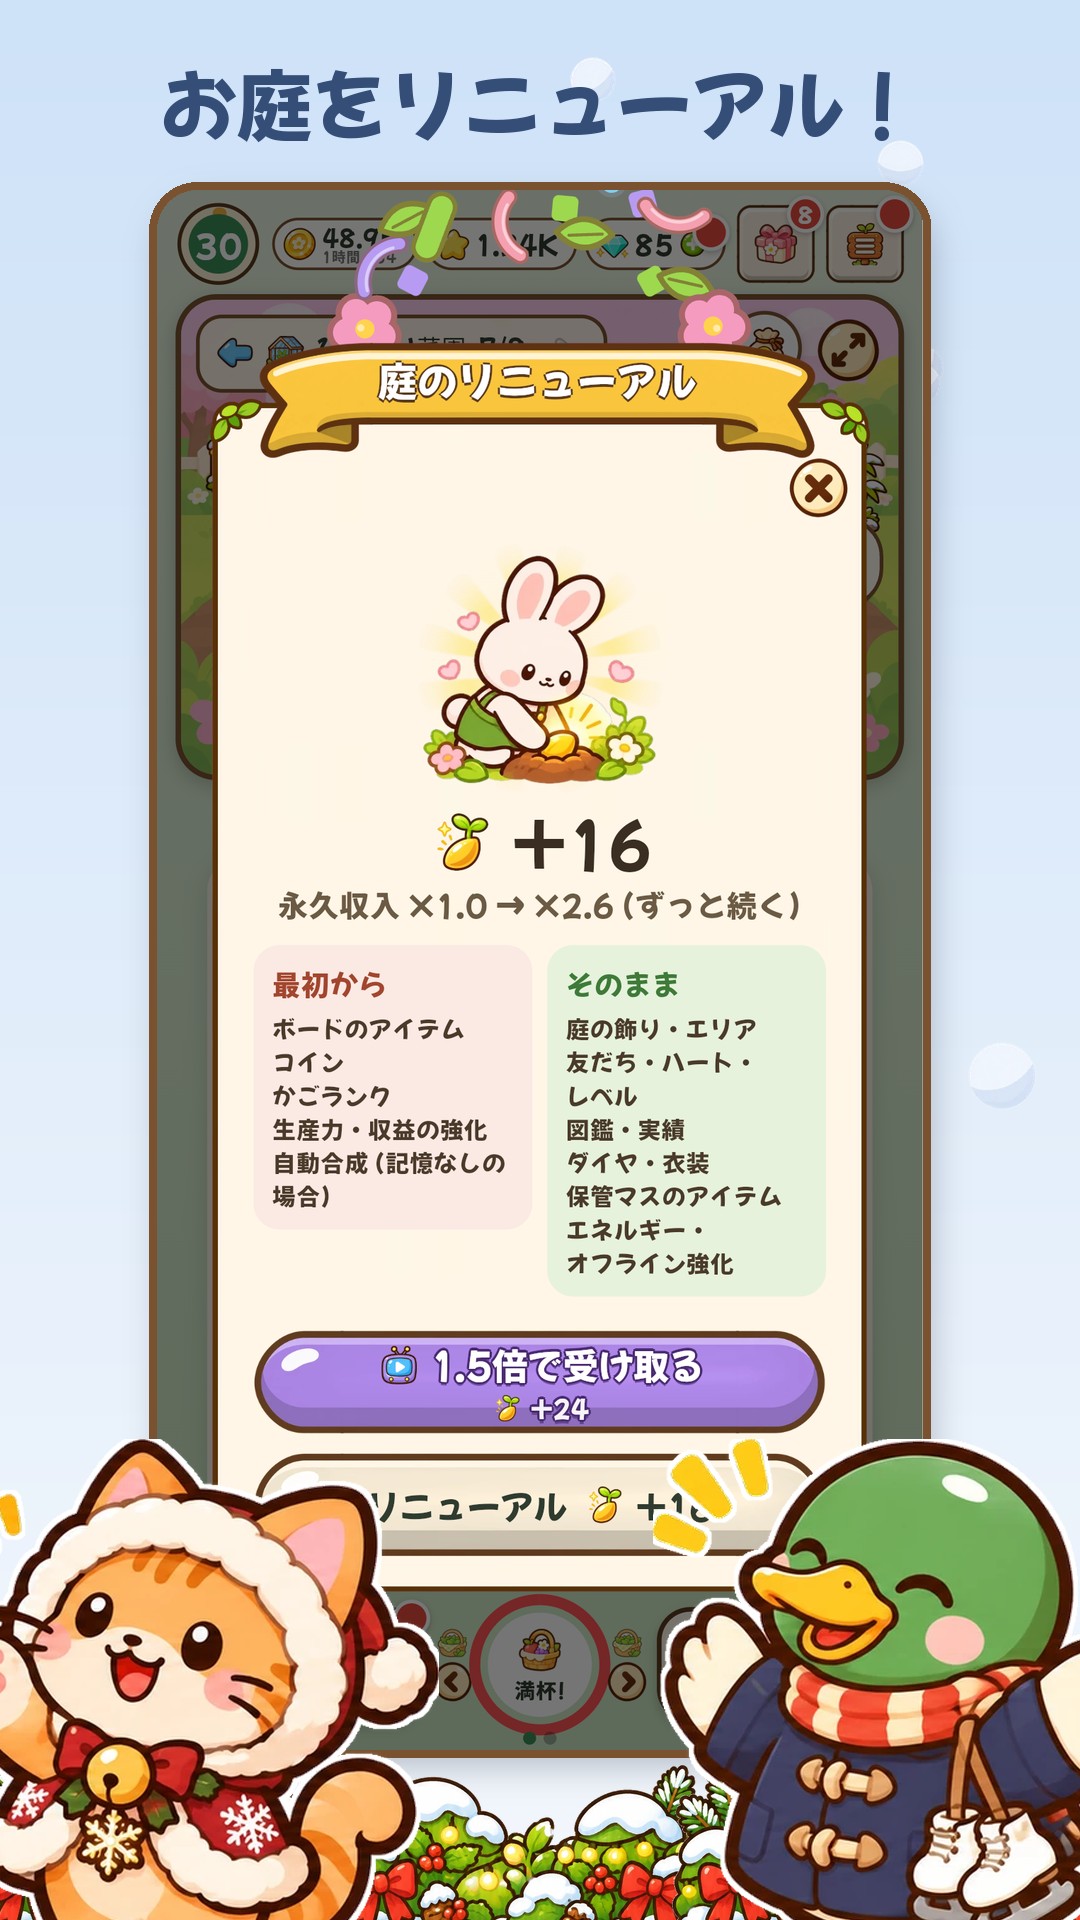 お庭をリニューアル！
30
85
8
庭のリニューアル
+16
永久収入 ×1.0 → ×2.6 (ずっと続く)
最初から
ボードのアイテム
コイン
かごランク
生産力・収益の強化
自動合成 (記憶なしの
場合)
そのまま
庭の飾り・エリア
友だち・ハート・
レベル
図鑑・実績
ダイヤ・衣装
保管マスのアイテム
エネルギー・
オフライン強化
1.5倍で受け取る
+24
リニューアル
満杯!